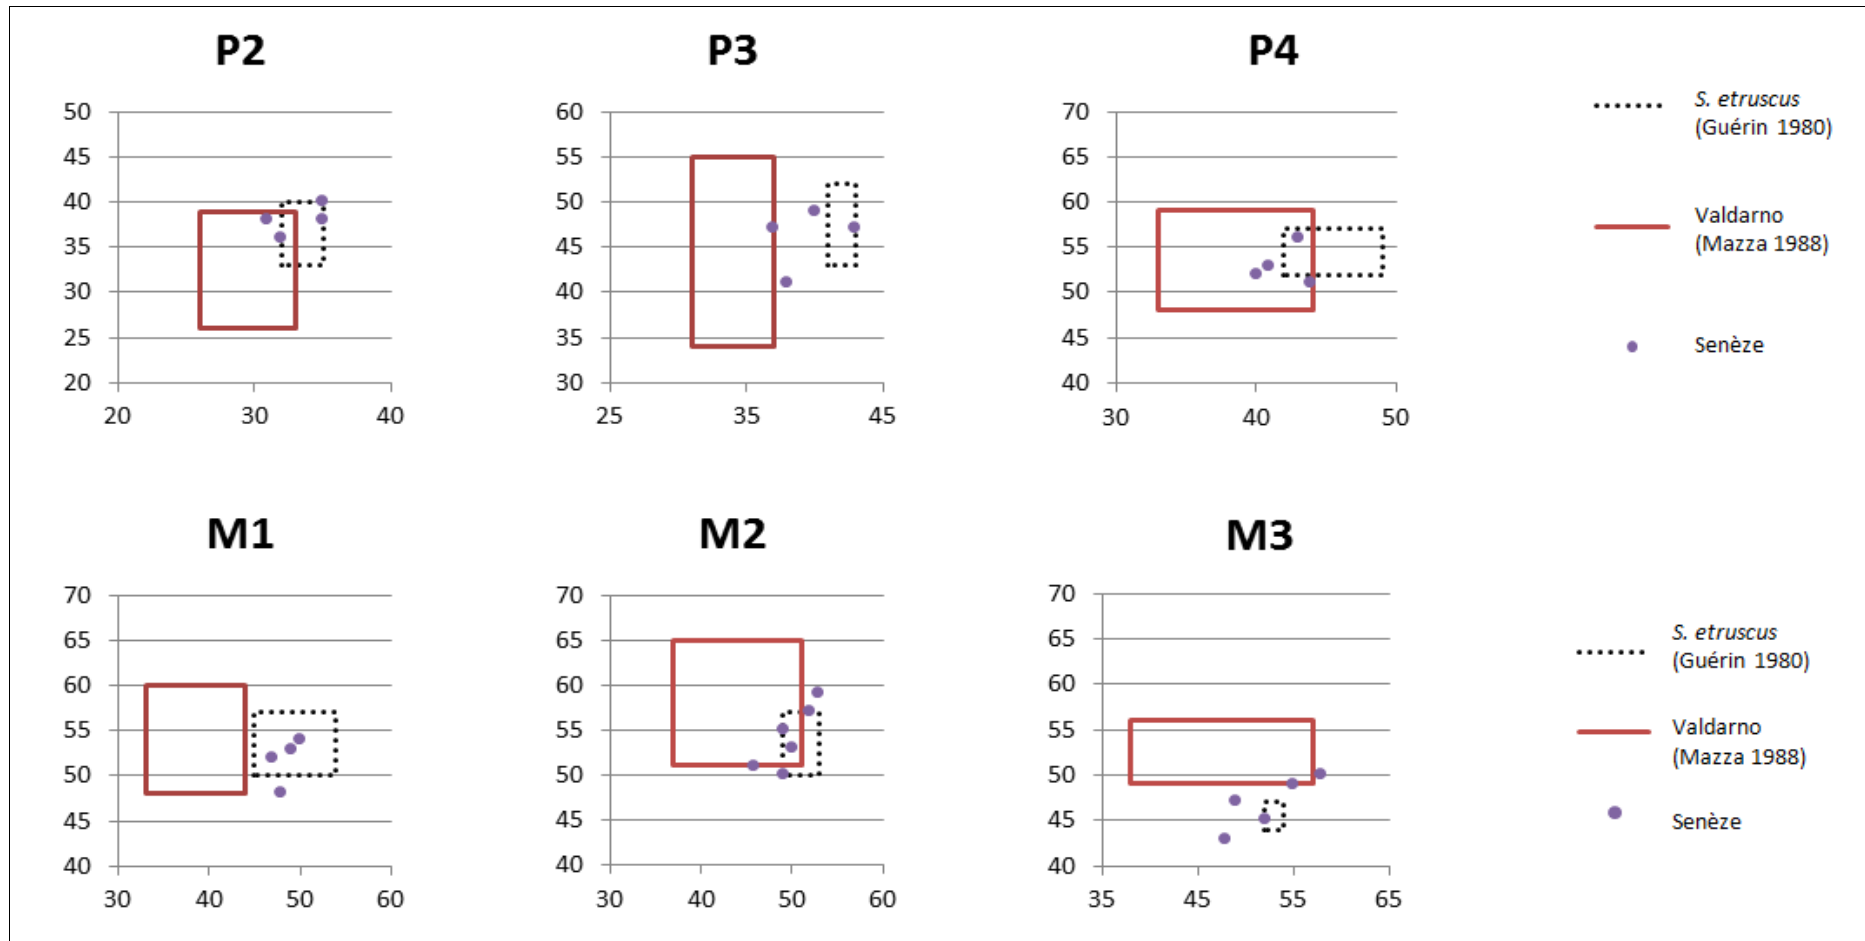 P2
P3
P4
50
45
40
35
30
25
20
20 30 40
60
55
50
45
40
35
30
25 35 45
70
65
60
55
50
45
40
30 40 50
S. etruscus
(Guérin 1980)
Valdarno
(Mazza 1988)
Senèze
M1
M2
M3
70
65
60
55
50
45
40
30 40 50 60
70
65
60
55
50
45
40
30 40 50 60
70
65
60
55
50
45
40
35 45 55 65
S. etruscus
(Guérin 1980)
Valdarno
(Mazza 1988)
Senèze